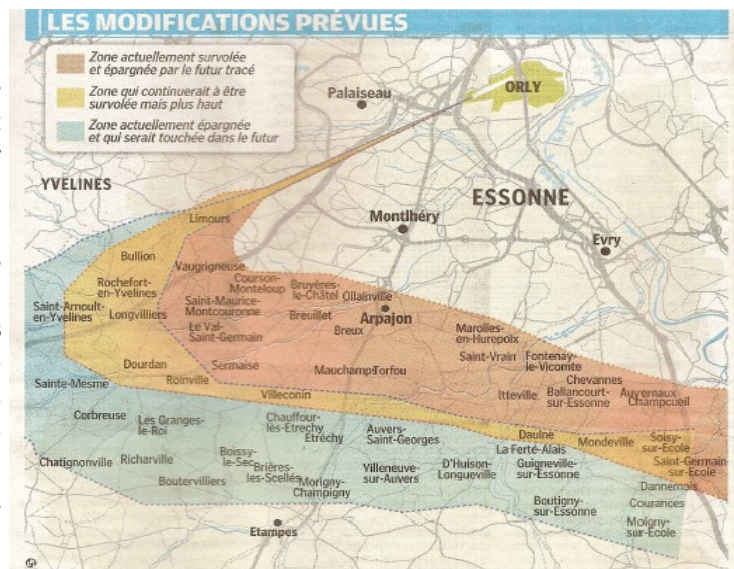 LES MODIFICATIONS PRÉVUES
Zone actuellement survolée
et épargnée par le futur tracé
Zone qui continuerait à être
survolée mais plus haut
Zone actuellement épargnée
et qui serait touchée dans le futur
ORLY
Palaiseau
YVELINES
ESSONNE
Limours
Montlhéry
Evry
Bullion
Vaugrigneuse
Rochefort-
en-Yvelines
Courson-
Monteloup
Bruyères-
le-Châtel
Ollainville
Saint-Arnoult-
en-Yvelines
Longvilliers
Saint-Maurice-
Montcouronne
Breuillet
Arpajon
Le Val-
Saint-Germain
Breux
Marolles-
en-Hurepoix
Saint-Vrain
Fontenay-
le-Vicomte
Dourdan
Sermaise
Mauchamps
Torfou
Chevannes
Sainte-Mesme
Roinville
Villeconin
Itteville
Ballancourt-
sur-Essonne
Auvernaux
Champcueil
Corbreuse
Les Granges-
le-Roi
Chauffour-
lès-Etrechy
Etréchy
Auvers-
Saint-Georges
Daulne
Mondeville
Soisy-
sur-Ecole
La Ferté-Alais
Chatignonville
Richarville
Boissy-
le-Sec
Brières-
les-Scellés
Villeneuve-
sur-Auvers
D'Huison-
Longueville
Guigneville-
sur-Essonne
Saint-Germain-
sur-Ecole
Boutervilliers
Morigny-
Champigny
Dannemois
Boutigny-
sur-Essonne
Courances
Etampes
Moigny-
sur-Ecole